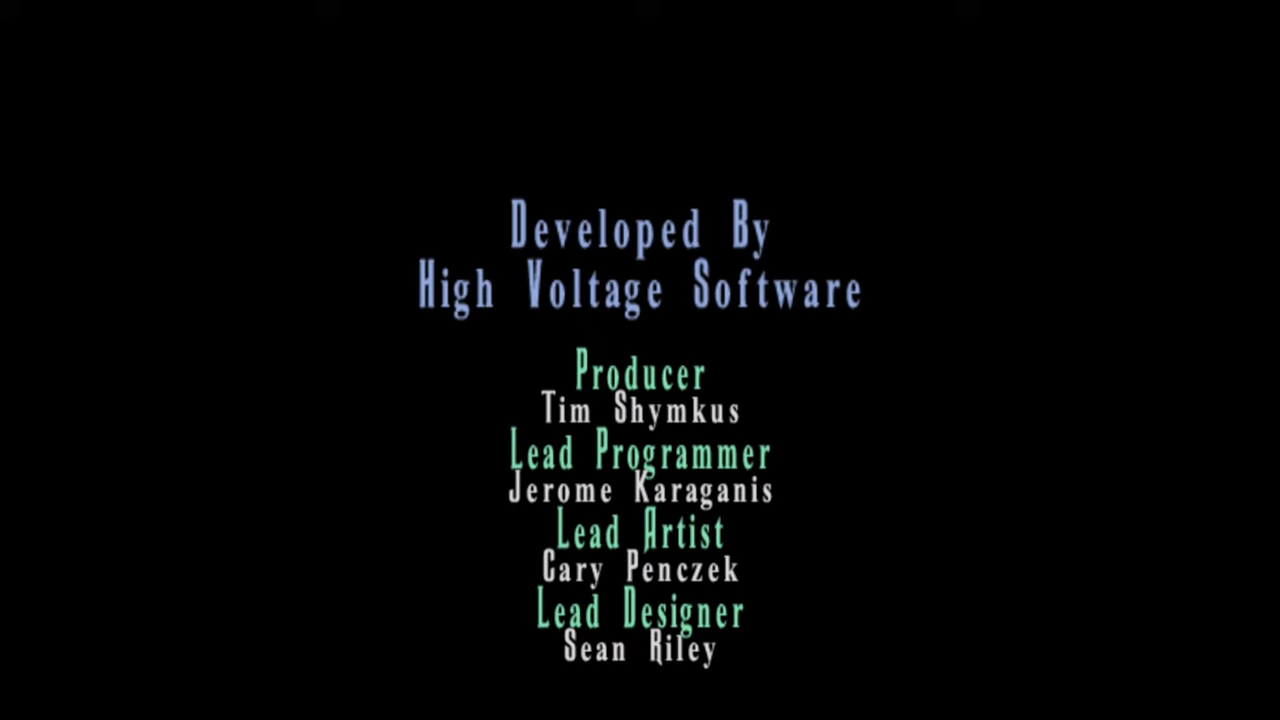 Developed By
High Voltage Software
Producer
Tim Shymkus
Lead Programmer
Jerome Karaganis
Lead Artist
Cary Penczek
Lead Designer
Sean Riley